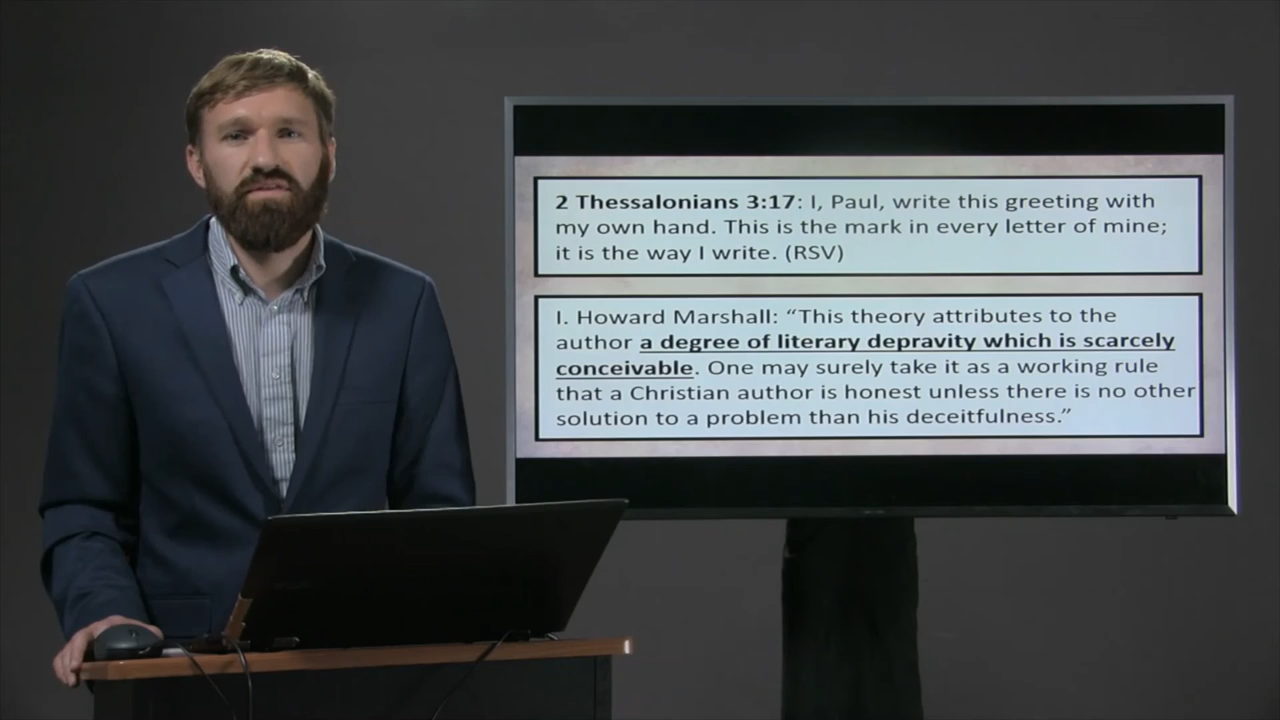 2 Thessalonians 3:17: I, Paul, write this greeting with
my own hand. This is the mark in every letter of mine;
it is the way I write. (RSV)
I. Howard Marshall: “This theory attributes to the
author a degree of literary depravity which is scarcely
conceivable. One may surely take it as a working rule
that a Christian author is honest unless there is no other
solution to a problem than his deceitfulness.”